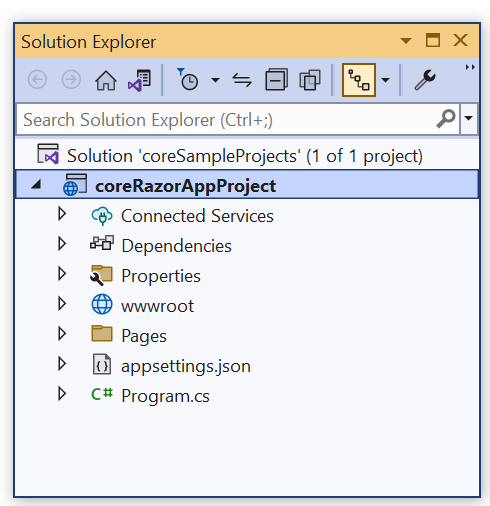 Solution Explorer
Search Solution Explorer (Ctrl+;)
Solution 'coreSampleProjects' (1 of 1 project)
coreRazorAppProject
Connected Services
Dependencies
Properties
wwwroot
Pages
appsettings.json
C# Program.cs